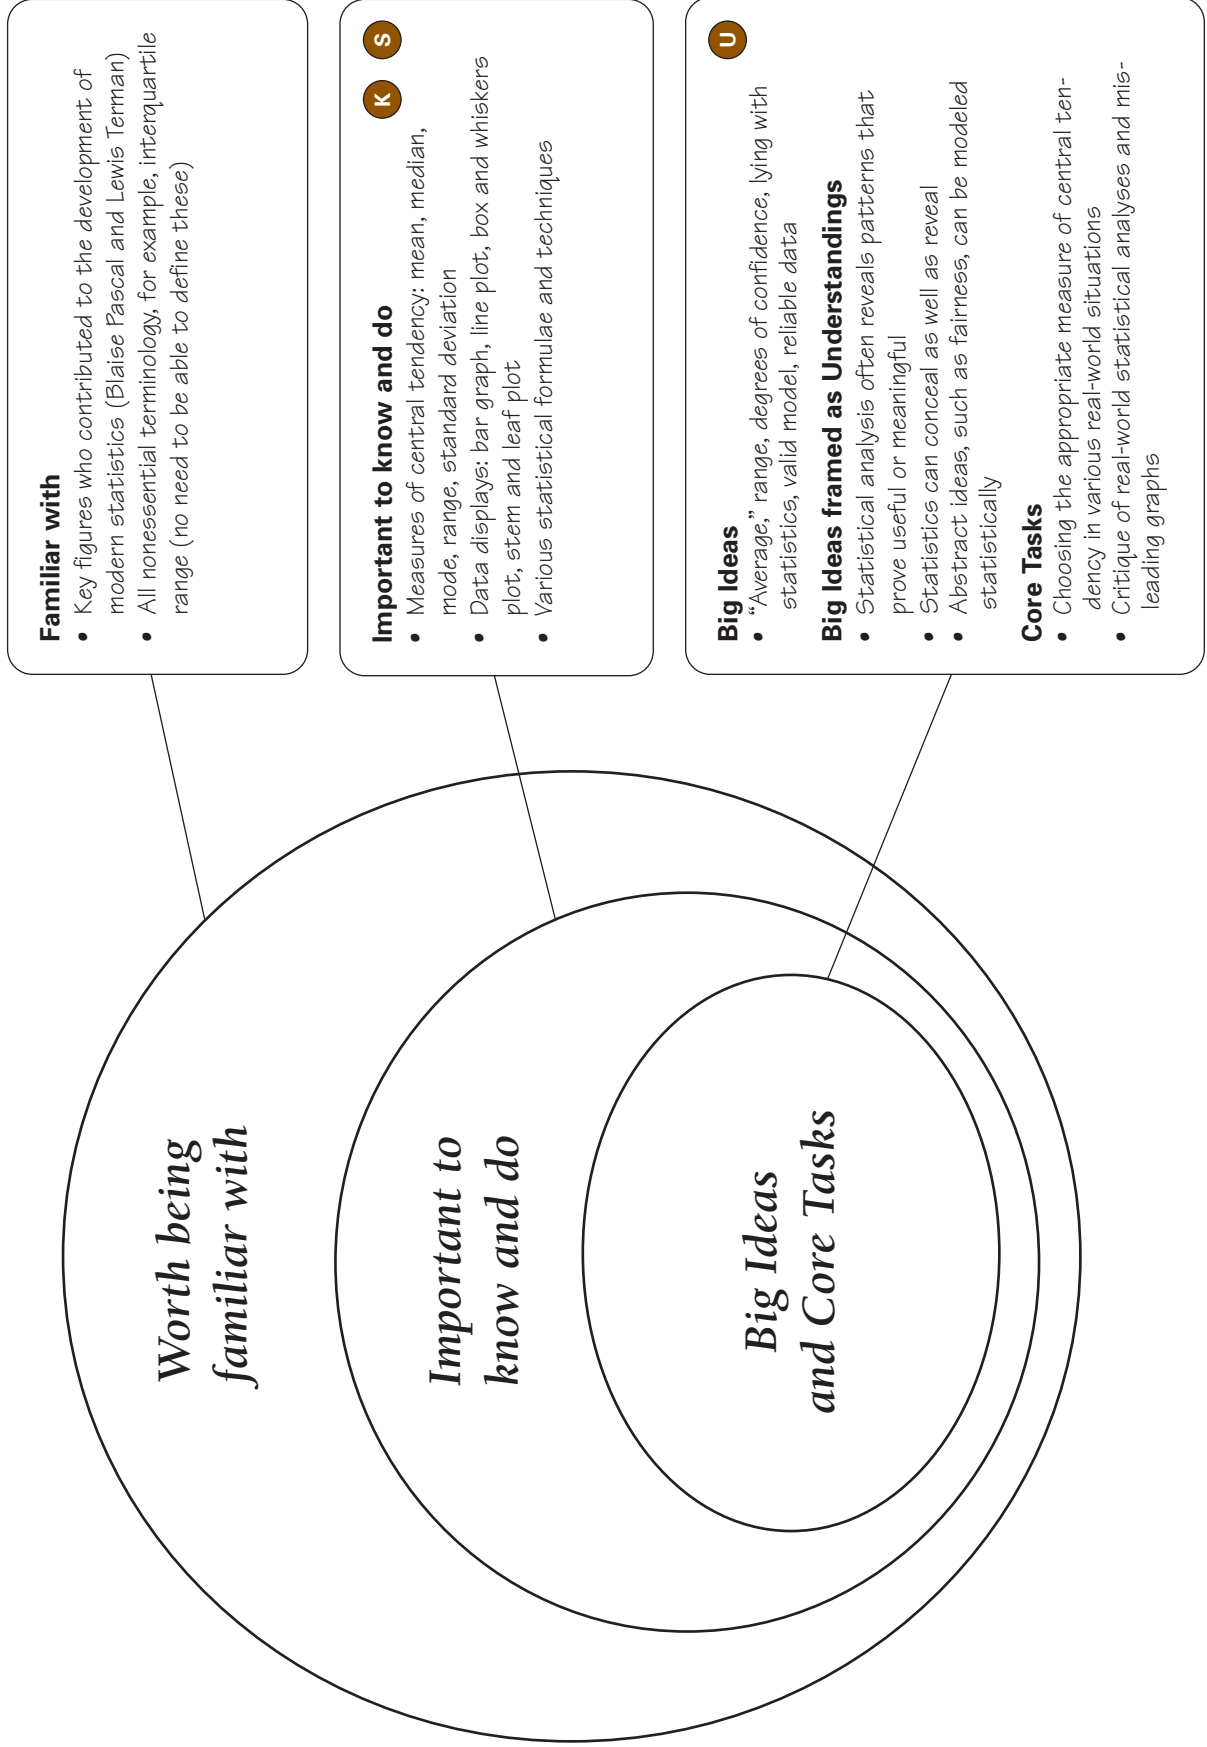 Worth being
familiar with
Important to
know and do
Big Ideas
and Core Tasks
Familiar with
• Key figures who contributed to the development of
modern statistics (Blaise Pascal and Lewis Terman)
• All nonessential terminology, for example, interquartile
range (no need to be able to define these)
K S
Important to know and do
• Measures of central tendency: mean, median,
mode, range, standard deviation
• Data displays: bar graph, line plot, box and whiskers
plot, stem and leaf plot
• Various statistical formulae and techniques
U
Big Ideas
• “Average,” range, degrees of confidence, lying with
statistics, valid model, reliable data
Big Ideas framed as Understandings
• Statistical analysis often reveals patterns that
prove useful or meaningful
• Statistics can conceal as well as reveal
• Abstract ideas, such as fairness, can be modeled
statistically
Core Tasks
• Choosing the appropriate measure of central ten-
dency in various real-world situations
• Critique of real-world statistical analyses and mis-
leading graphs